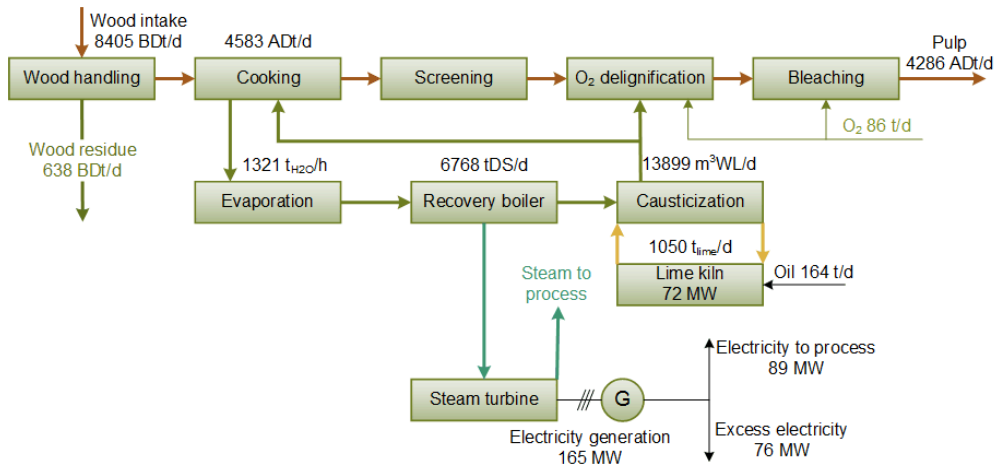 Wood intake
8405 BDt/d
4583 ADt/d
Pulp
4286 ADt/d
Wood handling
Cooking
Screening
O₂ delignification
Bleaching
O₂ 86 t/d
Wood residue
638 BDt/d
1321 tH2O/h
6768 tDS/d
13899 m³WL/d
Evaporation
Recovery boiler
Causticization
1050 tlime/d
Steam to
process
Lime kiln
72 MW
Oil 164 t/d
Electricity to process
89 MW
Steam turbine
G
Electricity generation
165 MW
Excess electricity
76 MW